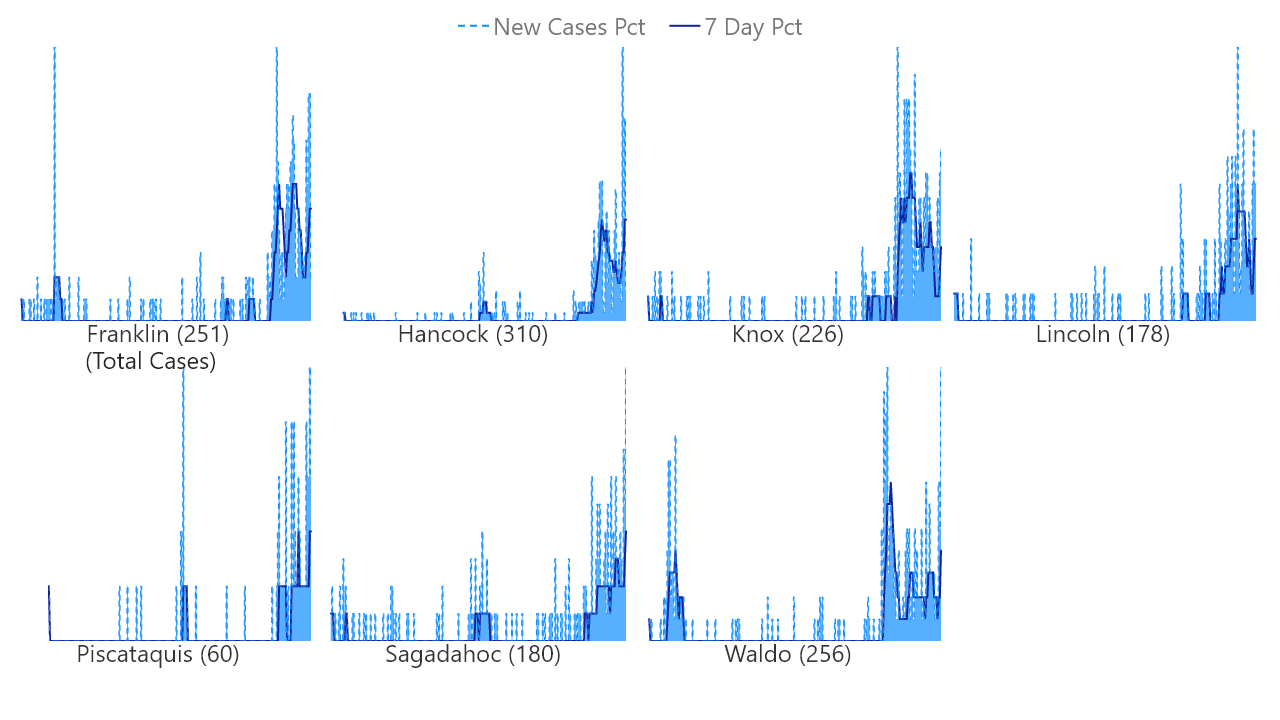 New Cases Pct 7 Day Pct
Franklin (251) Hancock (310) Knox (226) Lincoln (178)
(Total Cases)
Piscataquis (60) Sagadahoc (180) Waldo (256)